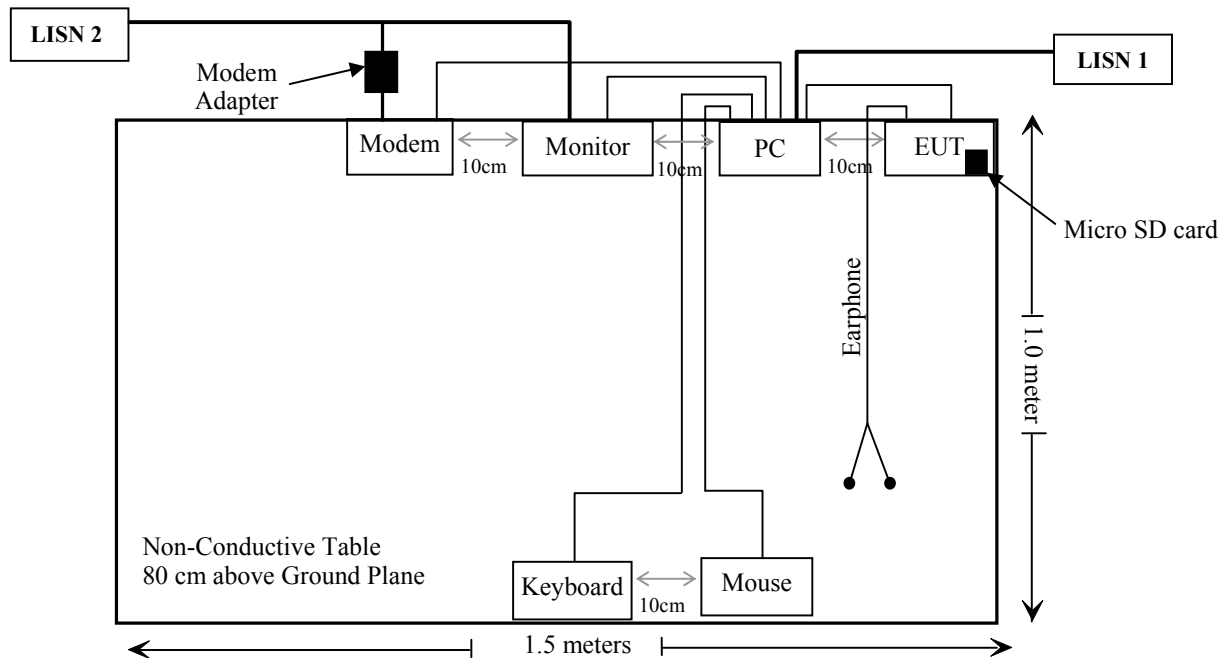 LISN 2
LISN 1
Modem
Adapter
Modem
Monitor
PC
EUT
10cm
10cm
10cm
Micro SD card
Earphone
1.0 meter
Non-Conductive Table
80 cm above Ground Plane
Keyboard
Mouse
10cm
1.5 meters